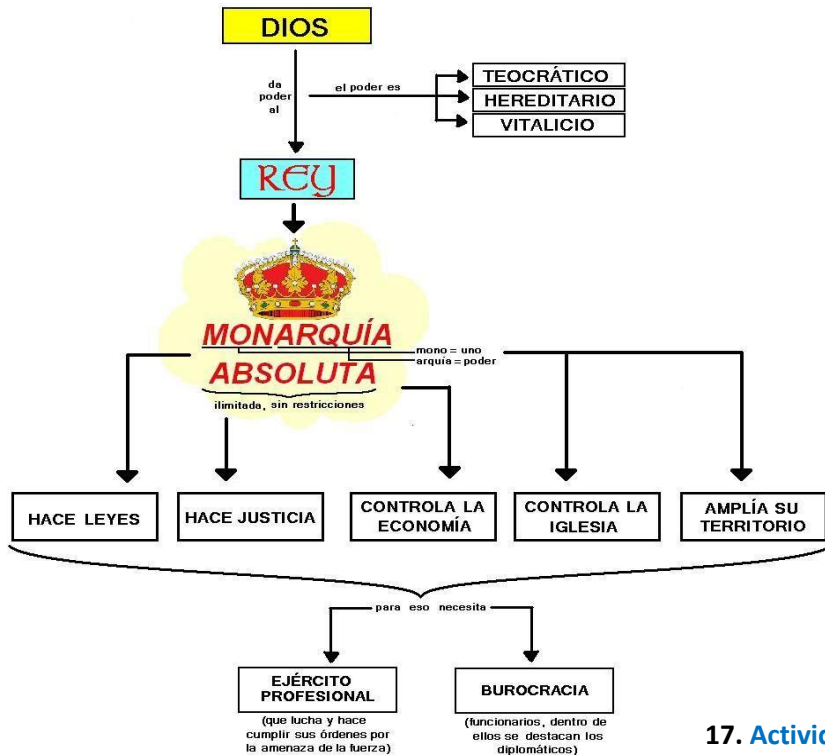 DIOS
da
poder
al
el poder es
TEOCRÁTICO
HEREDITARIO
VITALICIO
REY
MONARQUÍA
ABSOLUTA
mono = uno
arquía = poder
ilimitada, sin restricciones
HACE LEYES
HACE JUSTICIA
CONTROLA LA
ECONOMÍA
CONTROLA LA
IGLESIA
AMPLÍA SU
TERRITORIO
para eso necesita
EJÉRCITO
PROFESIONAL
(que lucha y hace
cumplir sus órdenes por
la amenaza de la fuerza)
BUROCRACIA
(funcionarios, dentro de
ellos se destacan los
diplomáticos)
17. Activid